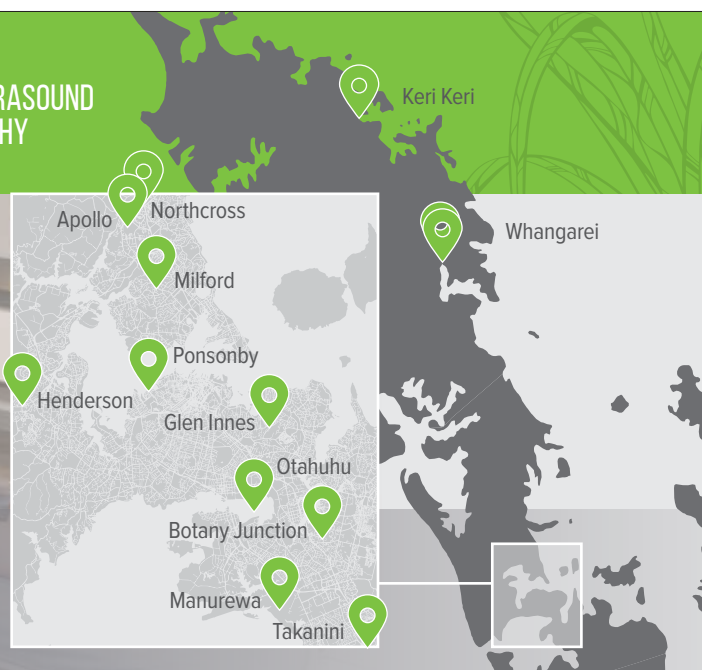 RASOUND
HY
Keri Keri
Northcross
Apollo
Whangarei
Milford
Ponsonby
Henderson
Glen Innes
Otahuhu
Botany Junction
Manurewa
Takanini